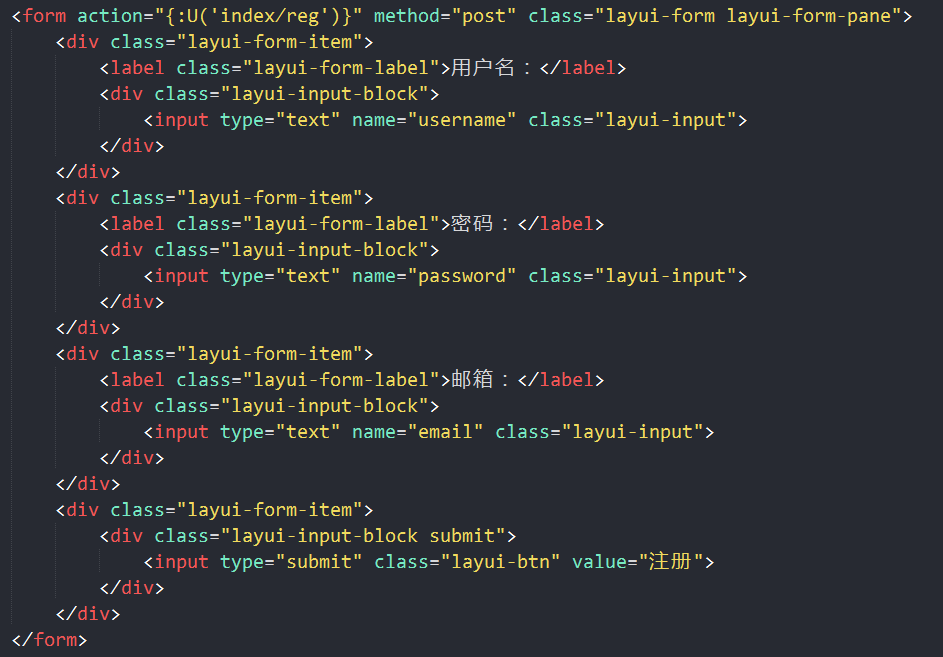 <form action="{:U('index/reg')}" method="post" class="layui-form layui-form-pane">
    <div class="layui-form-item">
        <label class="layui-form-label">用户名：</label>
        <div class="layui-input-block">
            <input type="text" name="username" class="layui-input">
        </div>
    </div>
    <div class="layui-form-item">
        <label class="layui-form-label">密码：</label>
        <div class="layui-input-block">
            <input type="text" name="password" class="layui-input">
        </div>
    </div>
    <div class="layui-form-item">
        <label class="layui-form-label">邮箱：</label>
        <div class="layui-input-block">
            <input type="text" name="email" class="layui-input">
        </div>
    </div>
    <div class="layui-form-item">
        <div class="layui-input-block submit">
            <input type="submit" class="layui-btn" value="注册">
        </div>
    </div>
</form>